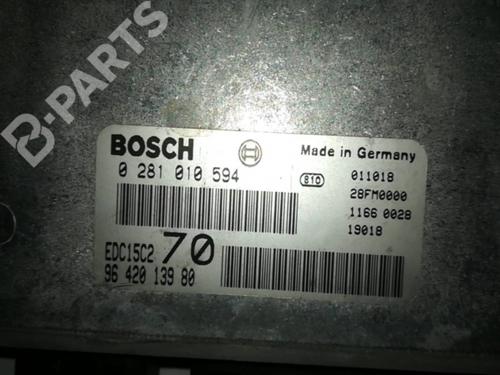 B-PARTS
BOSCH
Made in Germany
0 281 010 594
810
011018
28FM0000
1166 0028
19018
EDC15C2
70
96 420 139 80